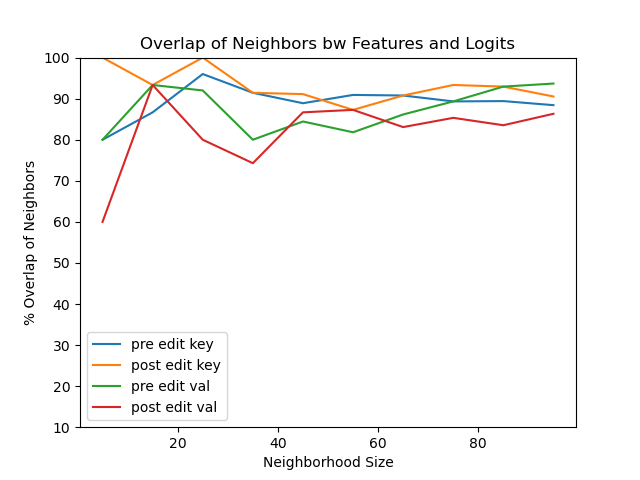 Overlap of Neighbors bw Features and Logits
% Overlap of Neighbors
100
90
80
70
60
50
40
30
20
10
pre edit key
post edit key
pre edit val
post edit val
20 40 60 80
Neighborhood Size